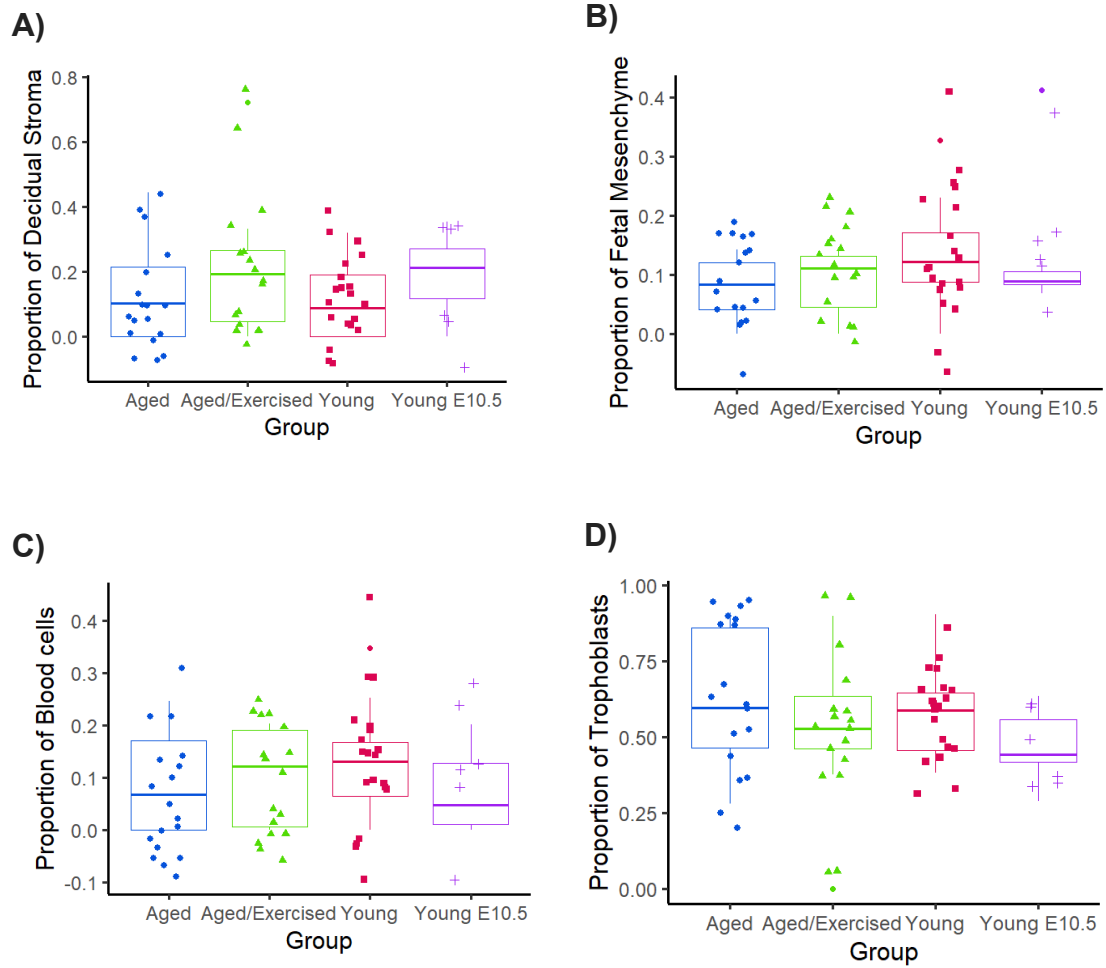 A)
Proportion of Decidual Stroma
0.8
0.6
0.4
0.2
0.0
Aged Aged/Exercised Young Young E10.5
Group
B)
Proportion of Fetal Mesenchyme
0.4
0.3
0.2
0.1
0.0
Aged Aged/Exercised Young Young E10.5
Group
C)
Proportion of Blood cells
0.4
0.3
0.2
0.1
0.0
-0.1
Aged Aged/Exercised Young Young E10.5
Group
D)
Proportion of Trophoblasts
1.00
0.75
0.50
0.25
0.00
Aged Aged/Exercised Young Young E10.5
Group